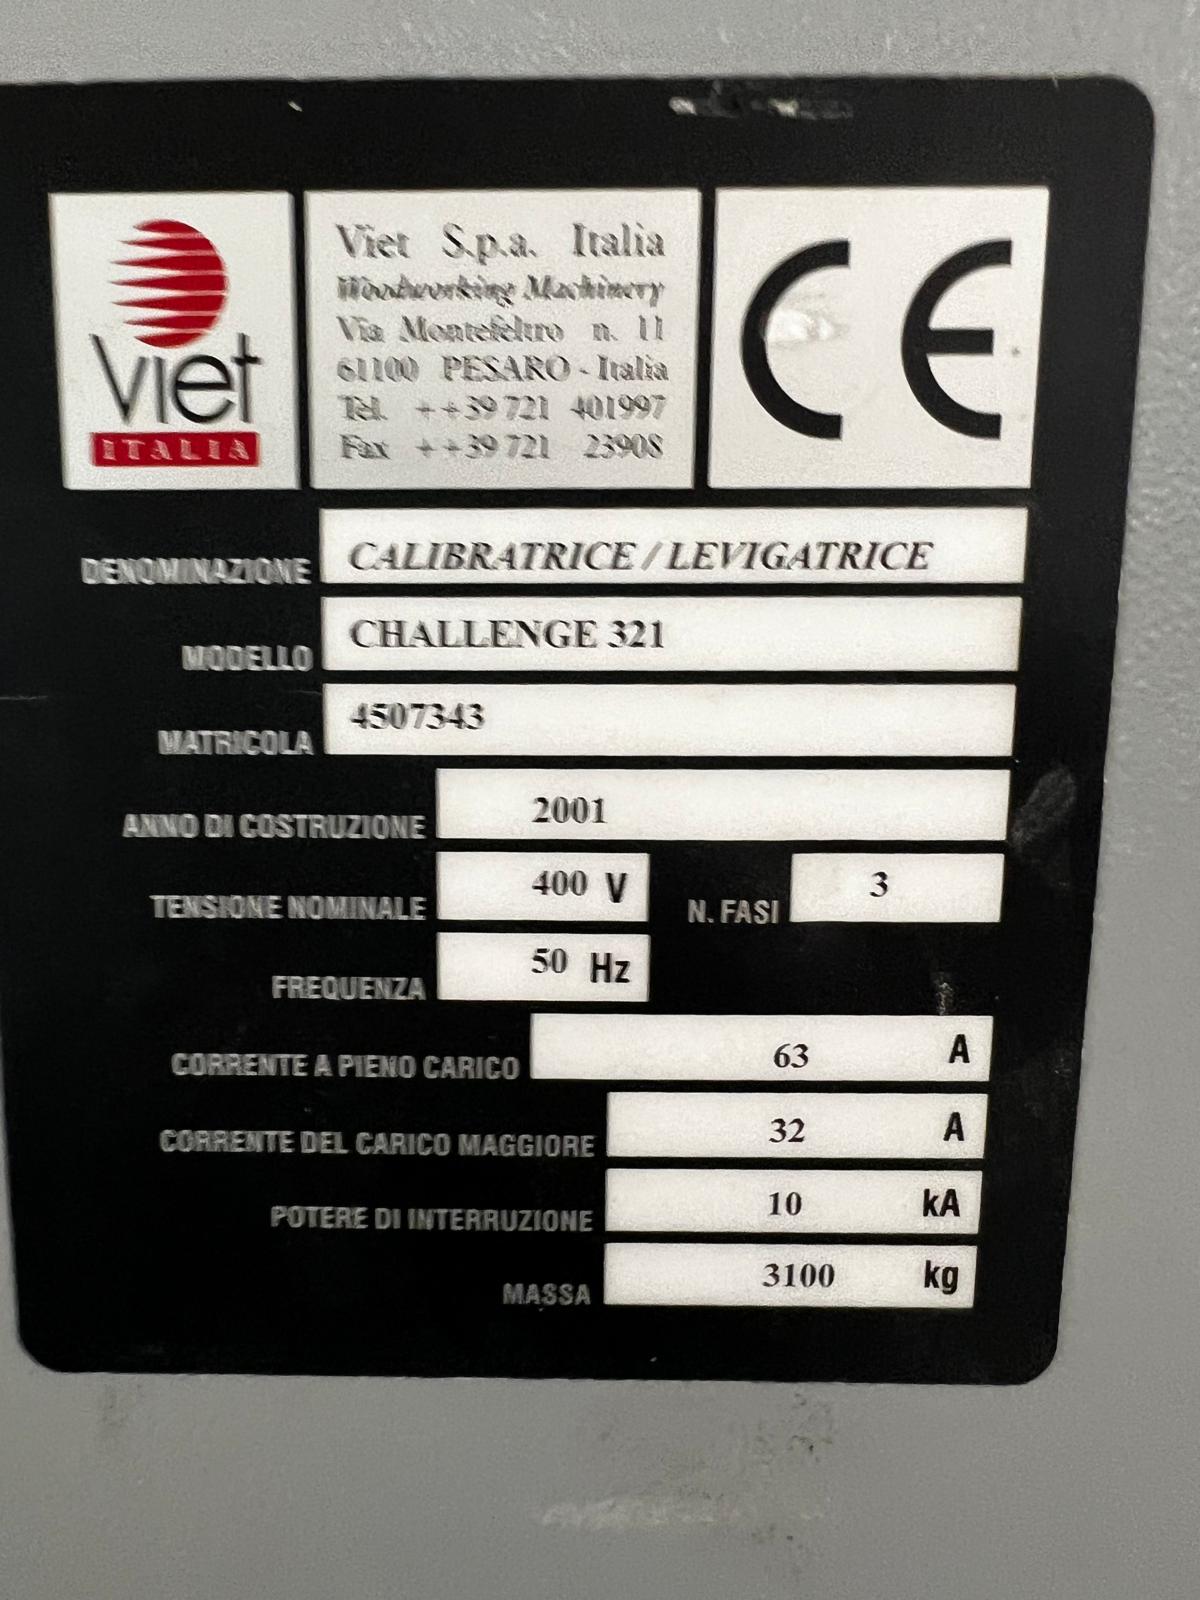 Viet
ITALIA
Viet S.p.a. Italia
Woodworking Machinery
Via Montefeltro n. 11
61100 PESARO - Italia
Tel. ++39 721 401997
Fax ++39 721 23908
CE
DENOMINAZIONE CALIBRATRICE / LEVIGATRICE
MODELLO CHALLENGE 321
MATRICOLA 4507343
ANNO DI COSTRUZIONE 2001
TENSIONE NOMINALE 400 V N. FASI 3
FREQUENZA 50 Hz
CORRENTE A PIENO CARICO 63 A
CORRENTE DEL CARICO MAGGIORE 32 A
POTERE DI INTERRUZIONE 10 kA
MASSA 3100 kg